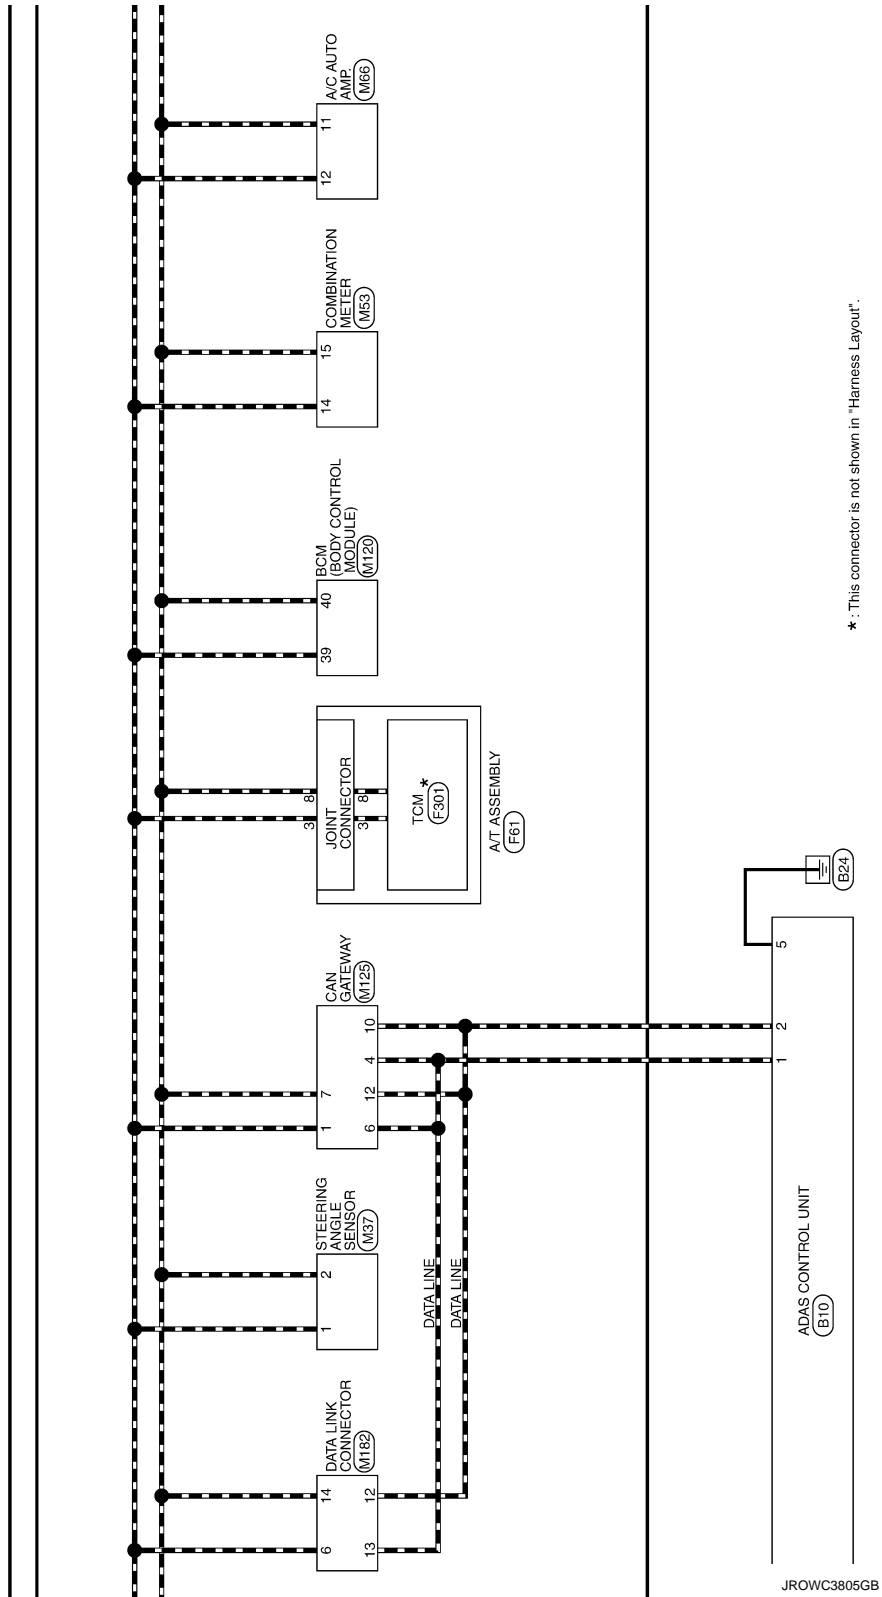 A/C AUTO
AMP.
M66
11
12
COMBINATION
METER
M53
15
14
BCM
(BODY CONTROL
MODULE)
M120
40
39
8
3
JOINT
CONNECTOR
8
3
TCM *
F301
A/T ASSEMBLY
F61
CAN
GATEWAY
M125
7
1
10
4
12
6
STEERING
ANGLE
SENSOR
M37
2
1
DATA LINE
DATA LINE
DATA LINK
CONNECTOR
M182
14
6
12
13
B24
5
2
1
ADAS CONTROL UNIT
B10
* : This connector is not shown in "Harness Layout".
JROWC3805GB